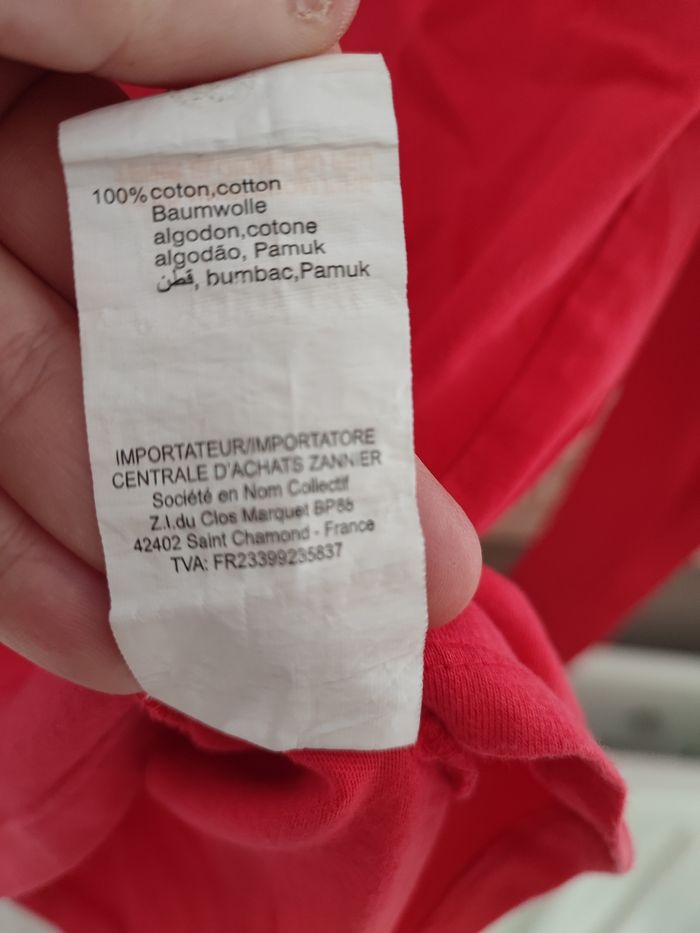 100% coton,cotton
Baumwolle
algodon,cotone
algodão, Pamuk
قطن, bumbac,Pamuk
IMPORTATEUR/IMPORTATORE
CENTRALE D'ACHATS ZANNIER
Société en Nom Collectif
Z.I.du Clos Marquet BP86
42402 Saint Chamond - France
TVA: FR23399235837